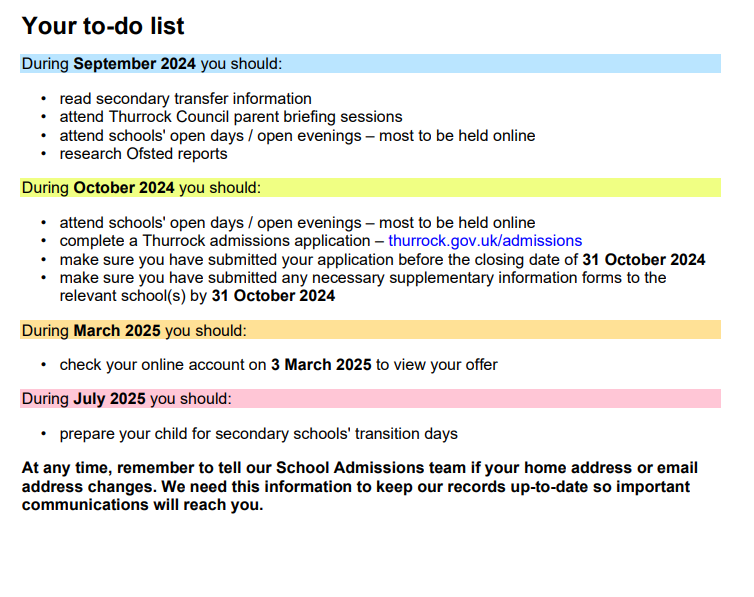 Your to-do list
During September 2024 you should:
• read secondary transfer information
• attend Thurrock Council parent briefing sessions
• attend schools' open days / open evenings – most to be held online
• research Ofsted reports
During October 2024 you should:
• attend schools' open days / open evenings – most to be held online
• complete a Thurrock admissions application – thurrock.gov.uk/admissions
• make sure you have submitted your application before the closing date of 31 October 2024
• make sure you have submitted any necessary supplementary information forms to the
relevant school(s) by 31 October 2024
During March 2025 you should:
• check your online account on 3 March 2025 to view your offer
During July 2025 you should:
• prepare your child for secondary schools' transition days
At any time, remember to tell our School Admissions team if your home address or email
address changes. We need this information to keep our records up-to-date so important
communications will reach you.